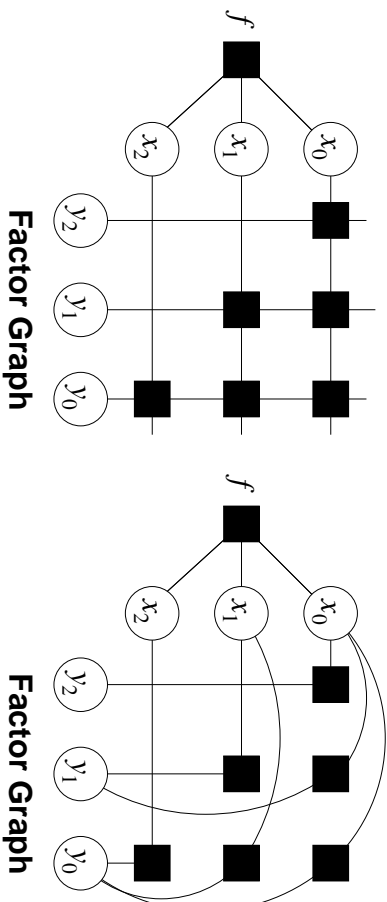 f
x₀
x₁
x₂
y₂
y₁
y₀
Factor Graph
f
x₀
x₁
x₂
y₂
y₁
y₀
Factor Graph